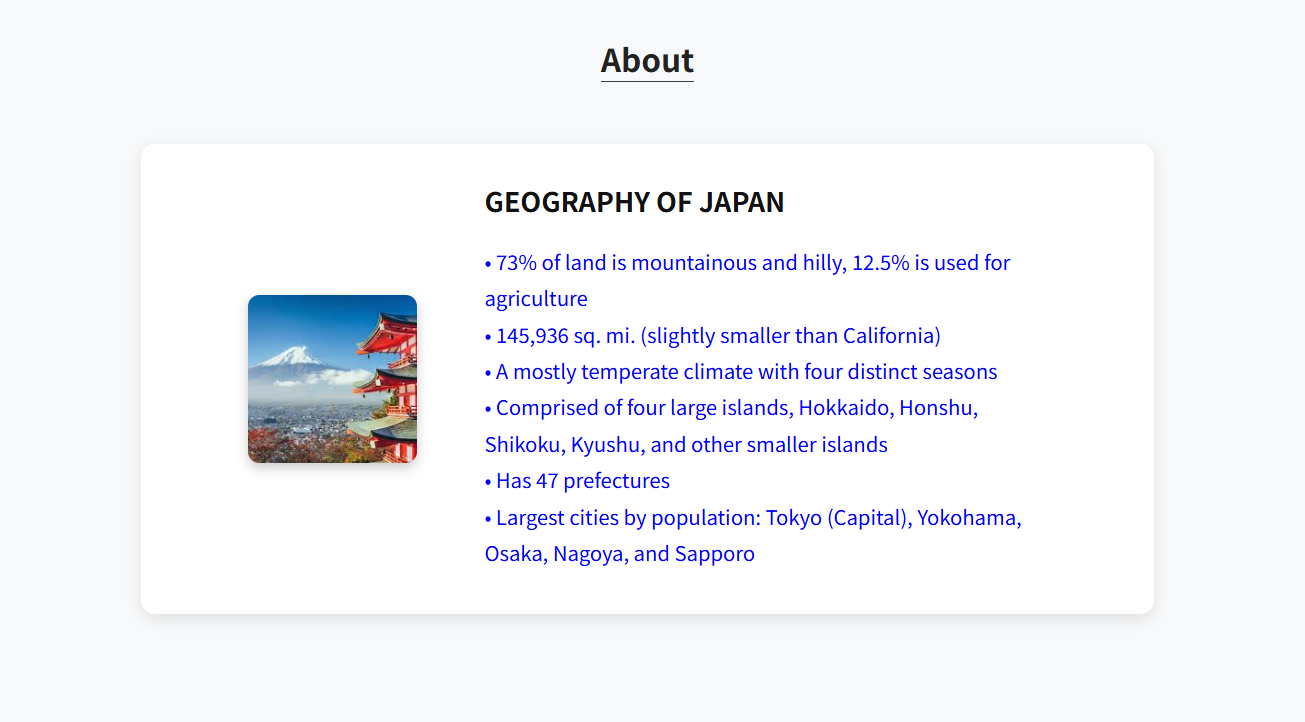 About
GEOGRAPHY OF JAPAN
• 73% of land is mountainous and hilly, 12.5% is used for
agriculture
• 145,936 sq. mi. (slightly smaller than California)
• A mostly temperate climate with four distinct seasons
• Comprised of four large islands, Hokkaido, Honshu,
Shikoku, Kyushu, and other smaller islands
• Has 47 prefectures
• Largest cities by population: Tokyo (Capital), Yokohama,
Osaka, Nagoya, and Sapporo